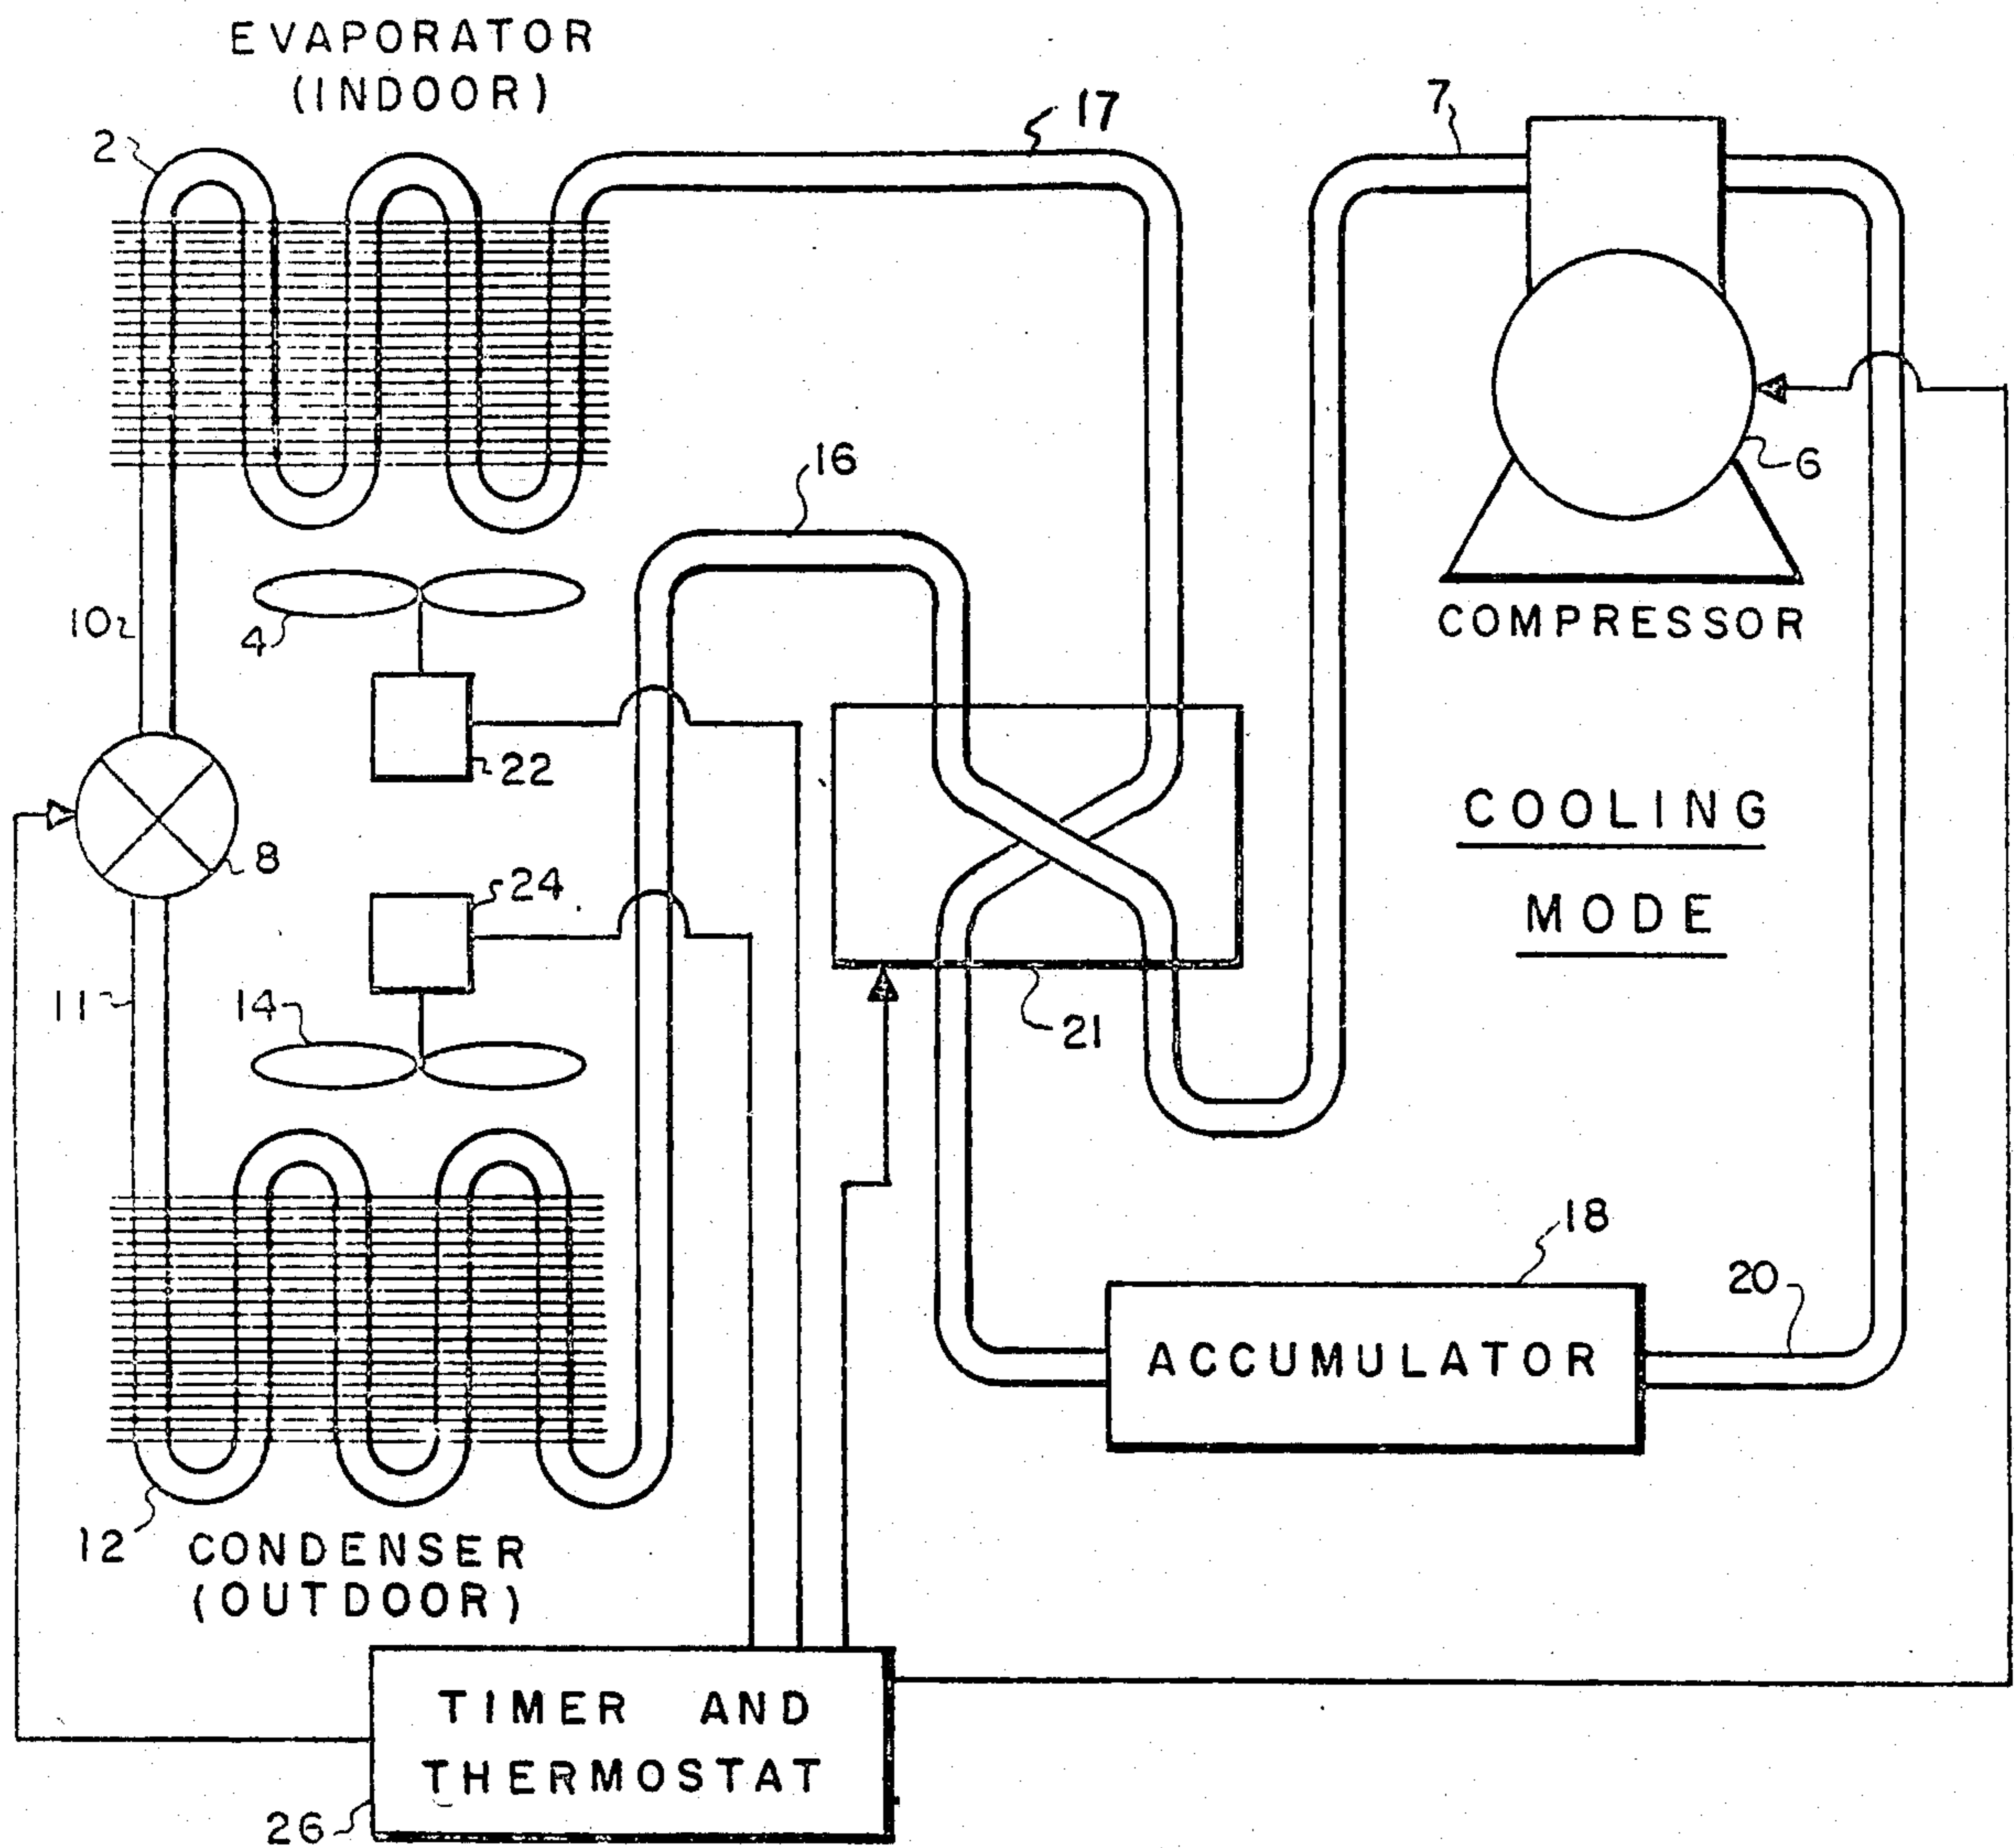 EVAPORATOR
(INDOOR)
2
17
7
16
6
10
4
COMPRESSOR
22
8
COOLING
MODE
24
11
14
21
18
20
ACCUMULATOR
12
CONDENSER
(OUTDOOR)
TIMER AND
THERMOSTAT
26